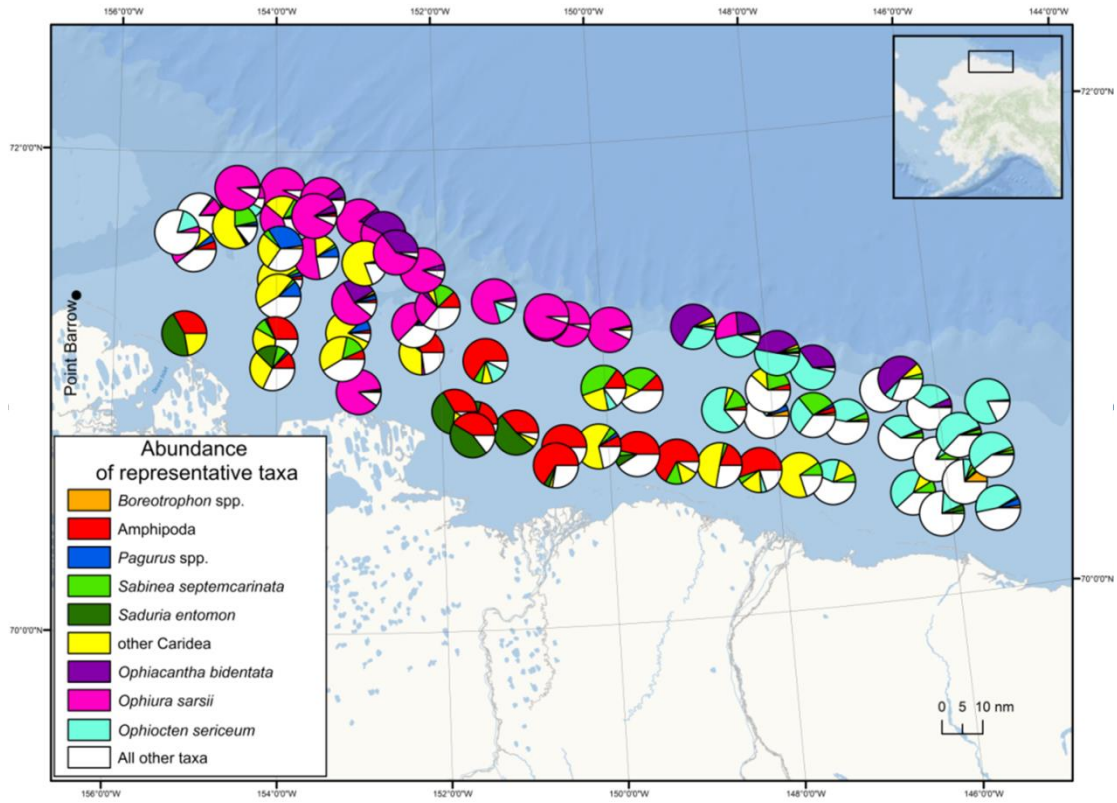 156°0'0"W 154°0'0"W 152°0'0"W 150°0'0"W 148°0'0"W 146°0'0"W 144°0'0"W
72°0'0"N
72°0'0"N
Point Barrow
Abundance
of representative taxa
Boreotrophon spp.
Amphipoda
Pagurus spp.
Sabinea septemcarinata
Saduria entomon
other Caridea
Ophiacantha bidentata
Ophiura sarsii
Ophiocten sericeum
All other taxa
70°0'0"N
70°0'0"N
0 5 10 nm
156°0'0"W 154°0'0"W 152°0'0"W 150°0'0"W 148°0'0"W 146°0'0"W 144°0'0"W